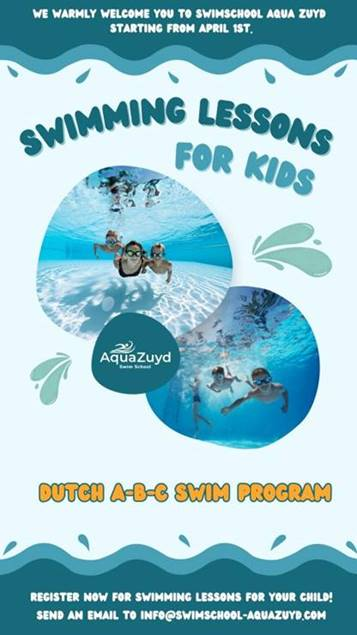 WE WARMLY WELCOME YOU TO SWIMSCHOOL AQUA ZUYD
STARTING FROM APRIL 1ST.
SWIMMING LESSONS
FOR KIDS
AquaZuyd
Swim School
DUTCH A-B-C SWIM PROGRAM
REGISTER NOW FOR SWIMMING LESSONS FOR YOUR CHILD!
SEND AN EMAIL TO INFO@SWIMSCHOOL-AQUAZUYD.COM